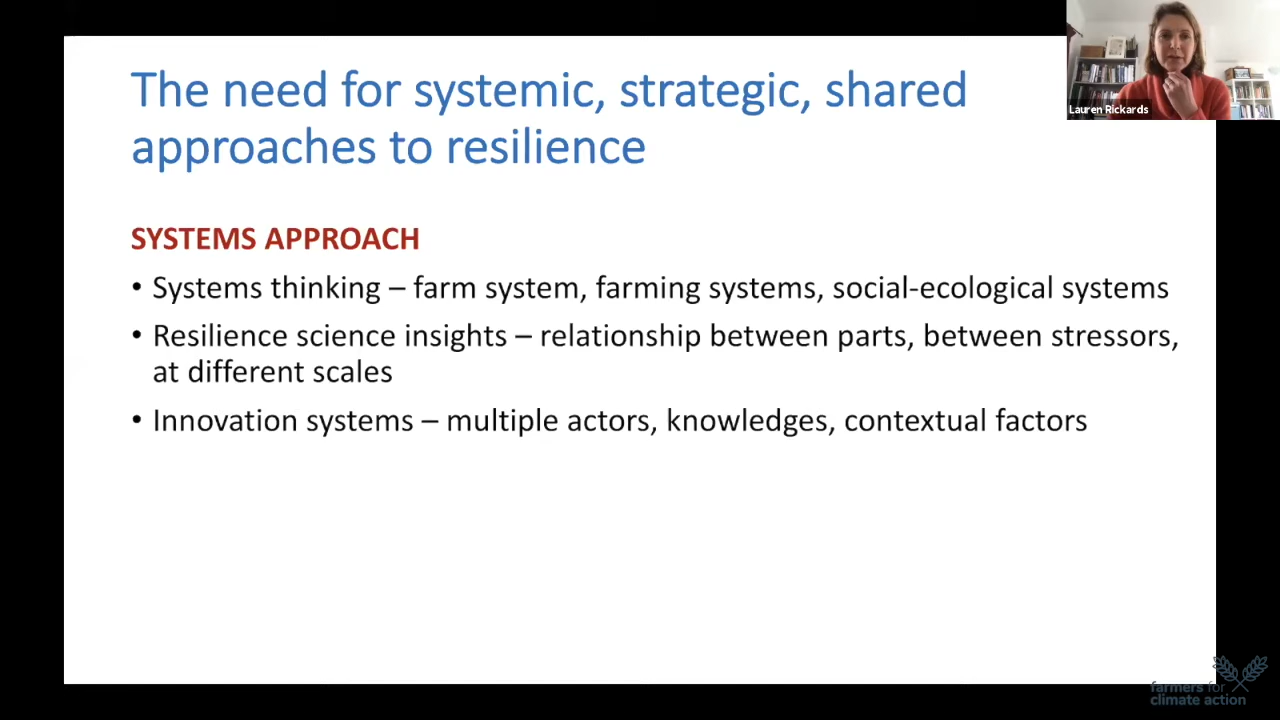 The need for systemic, strategic, shared
approaches to resilience
Lauren Rickards
SYSTEMS APPROACH
• Systems thinking – farm system, farming systems, social-ecological systems
• Resilience science insights – relationship between parts, between stressors,
at different scales
• Innovation systems – multiple actors, knowledges, contextual factors
farmers for
climate action